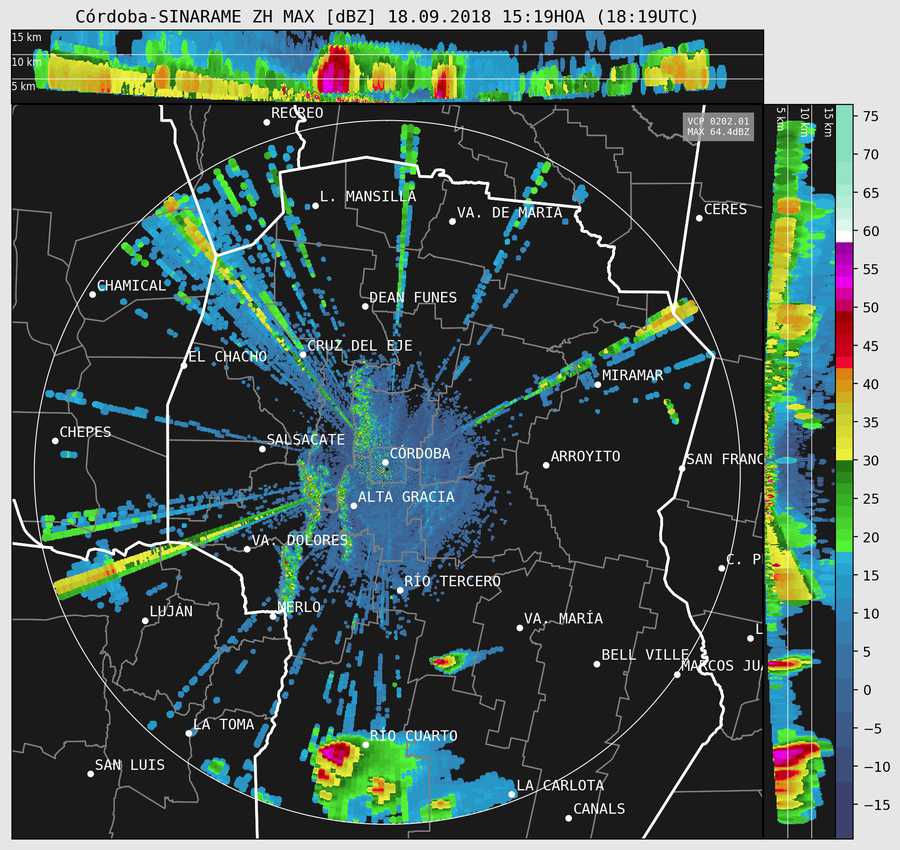 Córdoba-SINARAME ZH MAX [dBZ] 18.09.2018 15:19HOA (18:19UTC)
15 km
10 km
5 km
RECREO
VCP 0202.01
MAX 64.4dBZ
5 km
10 km
15 km
L. MANSILLA
VA. DE MARIA
CERES
CHAMICAL
DEAN FUNES
CRUZ DEL EJE
EL CHACHO
MIRAMAR
CHEPES
SALSACATE
CÓRDOBA
ARROYITO
SAN FRANC
ALTA GRACIA
VA. DOLORES
C. P
RÍO TERCERO
LUJÁN
MERLO
VA. MARÍA
L
BELL VILLE
MARCOS JUA
LA TOMA
RÍO CUARTO
SAN LUIS
LA CARLOTA
CANALS
75
70
65
60
55
50
45
40
35
30
25
20
15
10
5
0
−5
−10
−15